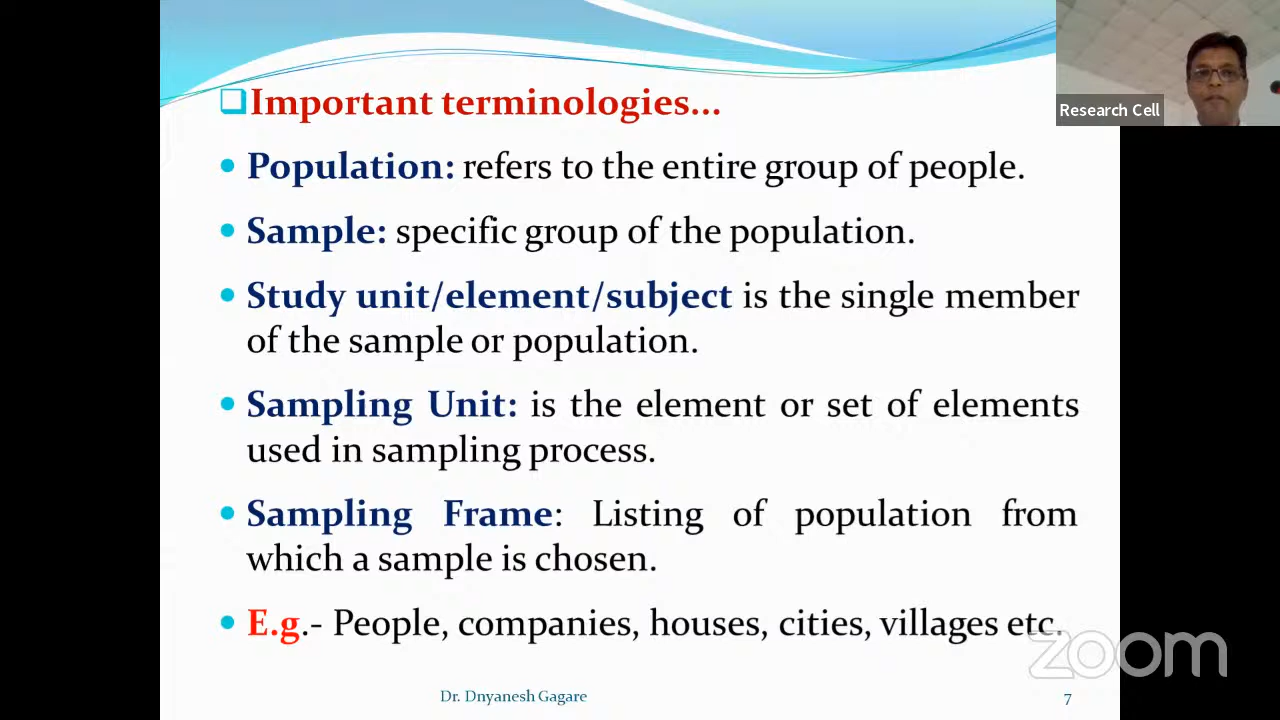 Important terminologies...
Population: refers to the entire group of people.
Sample: specific group of the population.
Study unit/element/subject is the single member
of the sample or population.
Sampling Unit: is the element or set of elements
used in sampling process.
Sampling Frame: Listing of population from
which a sample is chosen.
E.g.- People, companies, houses, cities, villages etc.
Dr. Dnyanesh Gagare
7
Research Cell
zoom